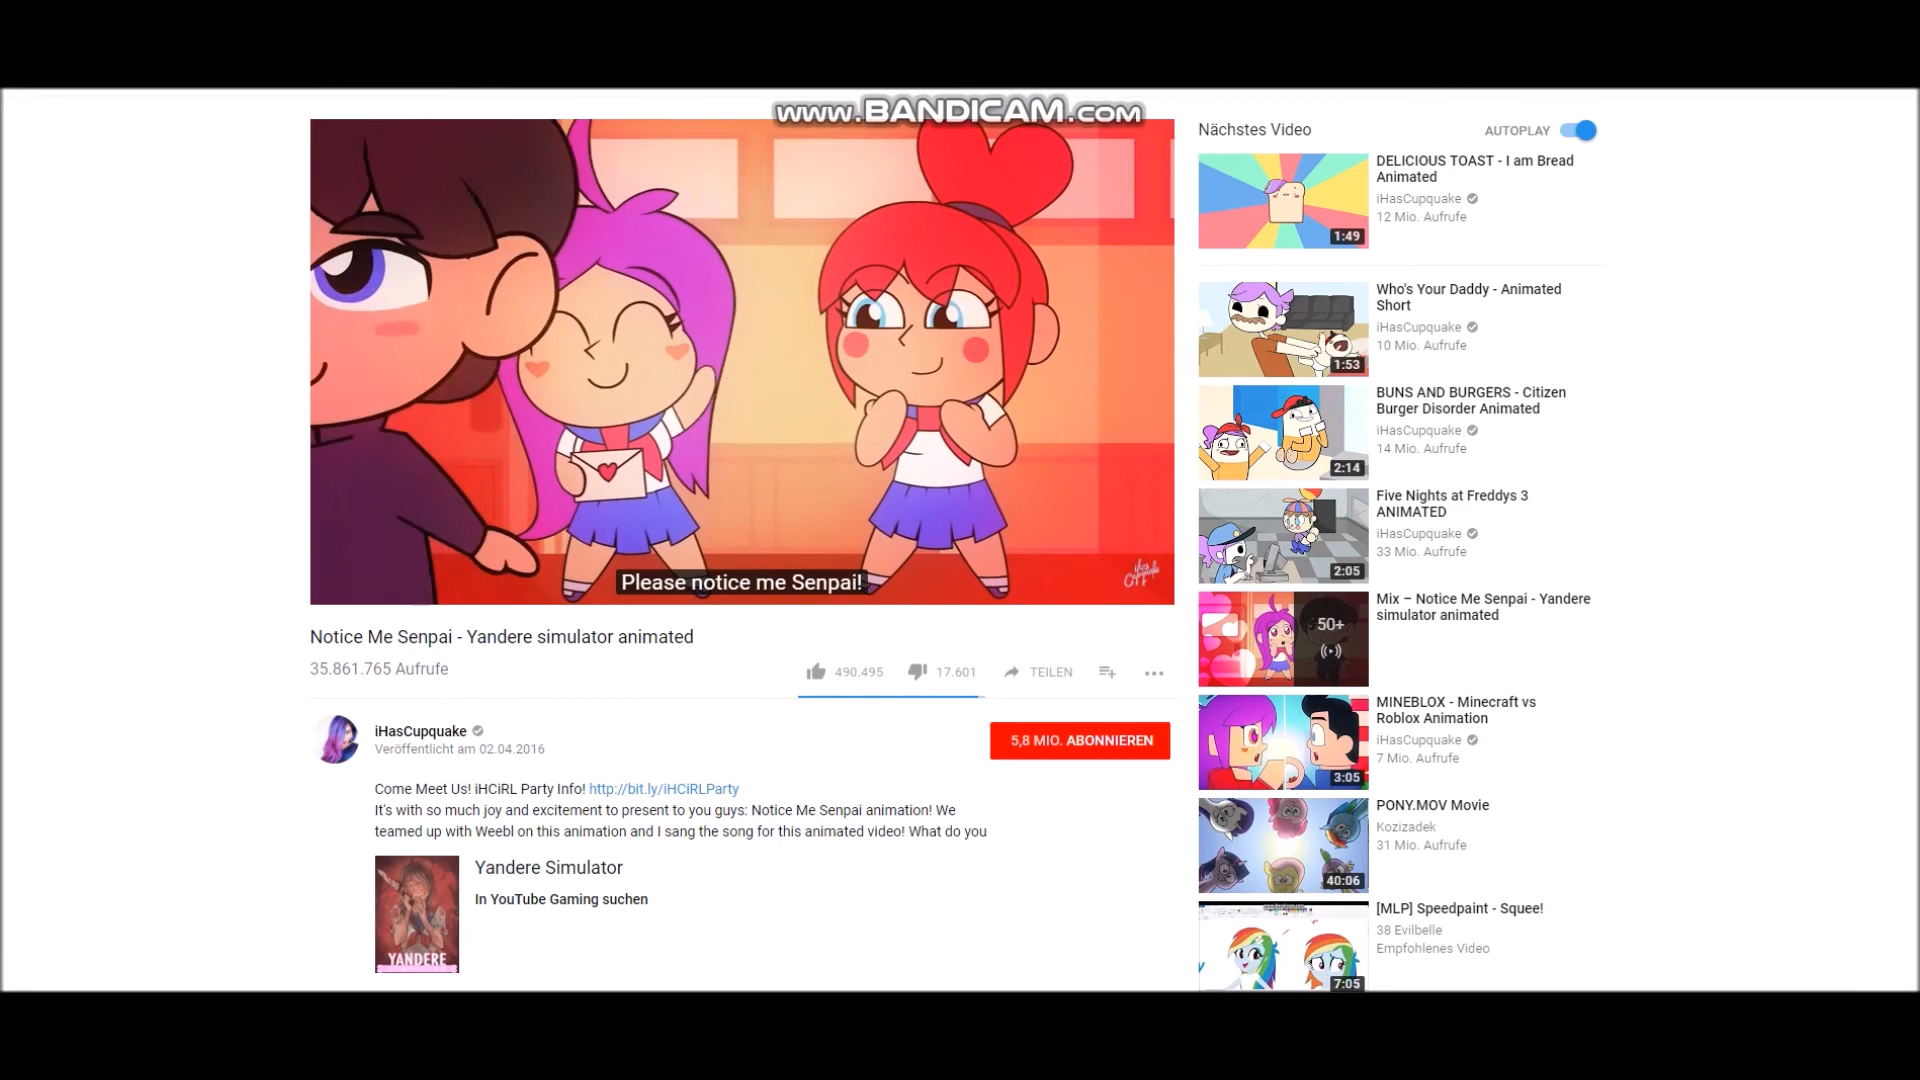 www.BANDICAM.com
Please notice me Senpai!
iHas
Cupquake
Notice Me Senpai - Yandere simulator animated
35.861.765 Aufrufe
490.495
17.601
TEILEN
iHasCupquake
Veröffentlicht am 02.04.2016
5,8 MIO. ABONNIEREN
Come Meet Us! iHCiRL Party Info! http://bit.ly/iHCiRLParty
It's with so much joy and excitement to present to you guys: Notice Me Senpai animation! We
teamed up with Weebl on this animation and I sang the song for this animated video! What do you
YANDERE
Yandere Simulator
In YouTube Gaming suchen
Nächstes Video
AUTOPLAY
1:49
DELICIOUS TOAST - I am Bread
Animated
iHasCupquake
12 Mio. Aufrufe
1:53
Who's Your Daddy - Animated
Short
iHasCupquake
10 Mio. Aufrufe
2:14
BUNS AND BURGERS - Citizen
Burger Disorder Animated
iHasCupquake
14 Mio. Aufrufe
2:05
Five Nights at Freddys 3
ANIMATED
iHasCupquake
33 Mio. Aufrufe
50+
Mix – Notice Me Senpai - Yandere
simulator animated
3:05
MINEBLOX - Minecraft vs
Roblox Animation
iHasCupquake
7 Mio. Aufrufe
40:06
PONY.MOV Movie
Kozizadek
31 Mio. Aufrufe
7:05
[MLP] Speedpaint - Squee!
38 Evilbelle
Empfohlenes Video